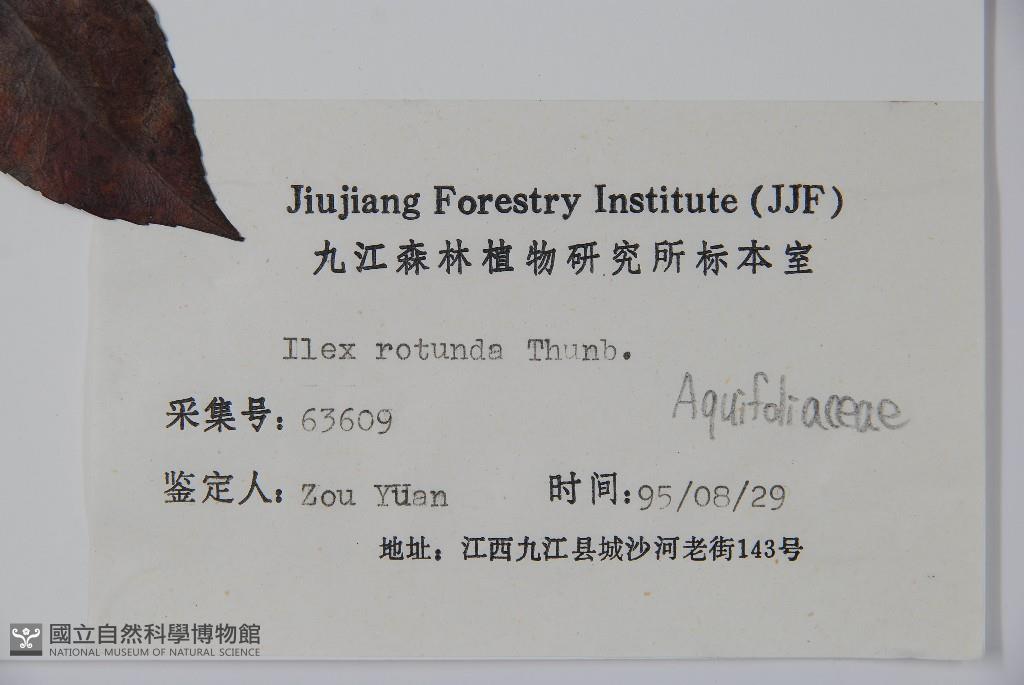 Jiujiang Forestry Institute (JJF)
九江森林植物研究所标本室
Ilex rotunda Thunb.
采集号: 63609
Aquifoliaceae
鉴定人: Zou Yuan 时间: 95/08/29
地址: 江西九江县城沙河老街143号
國立自然科學博物館
NATIONAL MUSEUM OF NATURAL SCIENCE